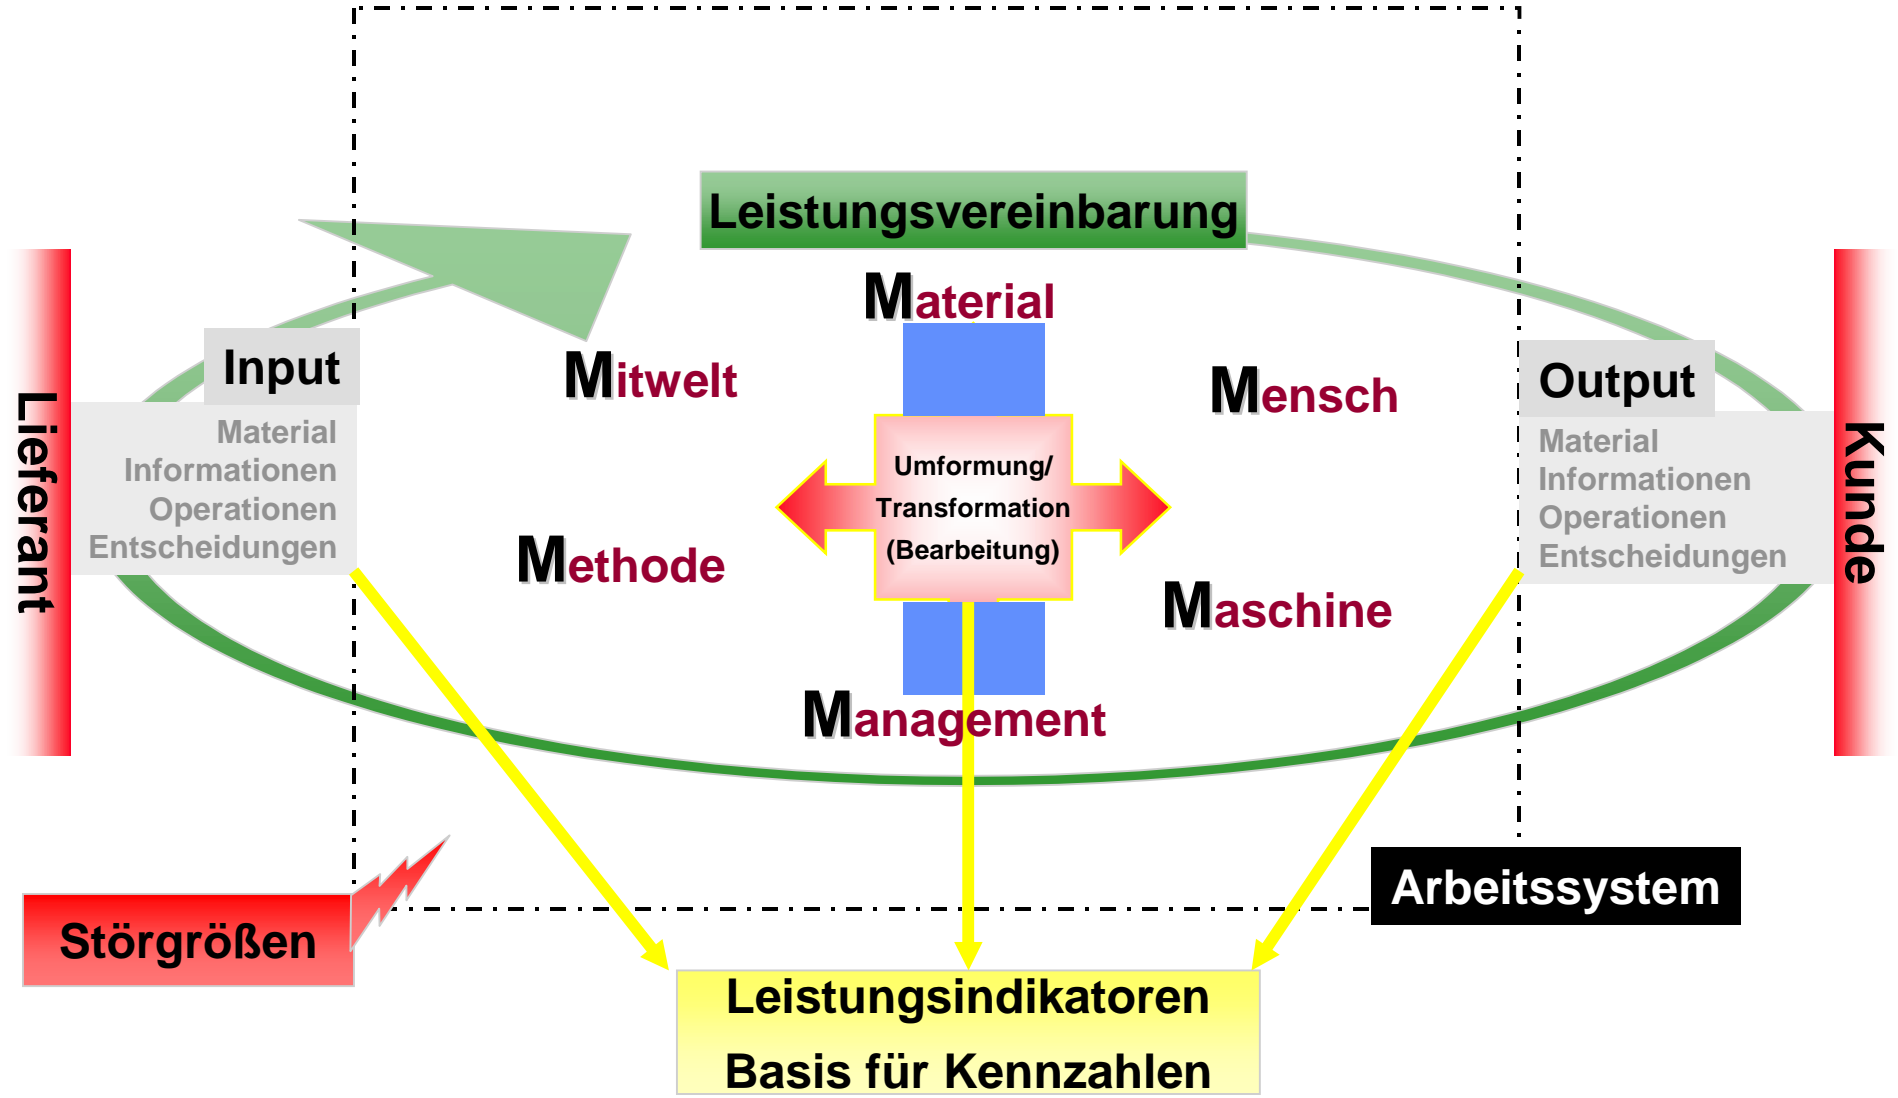 Leistungsvereinbarung
Lieferant
Input
Material
Informationen
Operationen
Entscheidungen
Material
Mitwelt
Mensch
Methode
Umformung/
Transformation
(Bearbeitung)
Maschine
Management
Output
Material
Informationen
Operationen
Entscheidungen
Kunde
Störgrößen
Arbeitssystem
Leistungsindikatoren
Basis für Kennzahlen